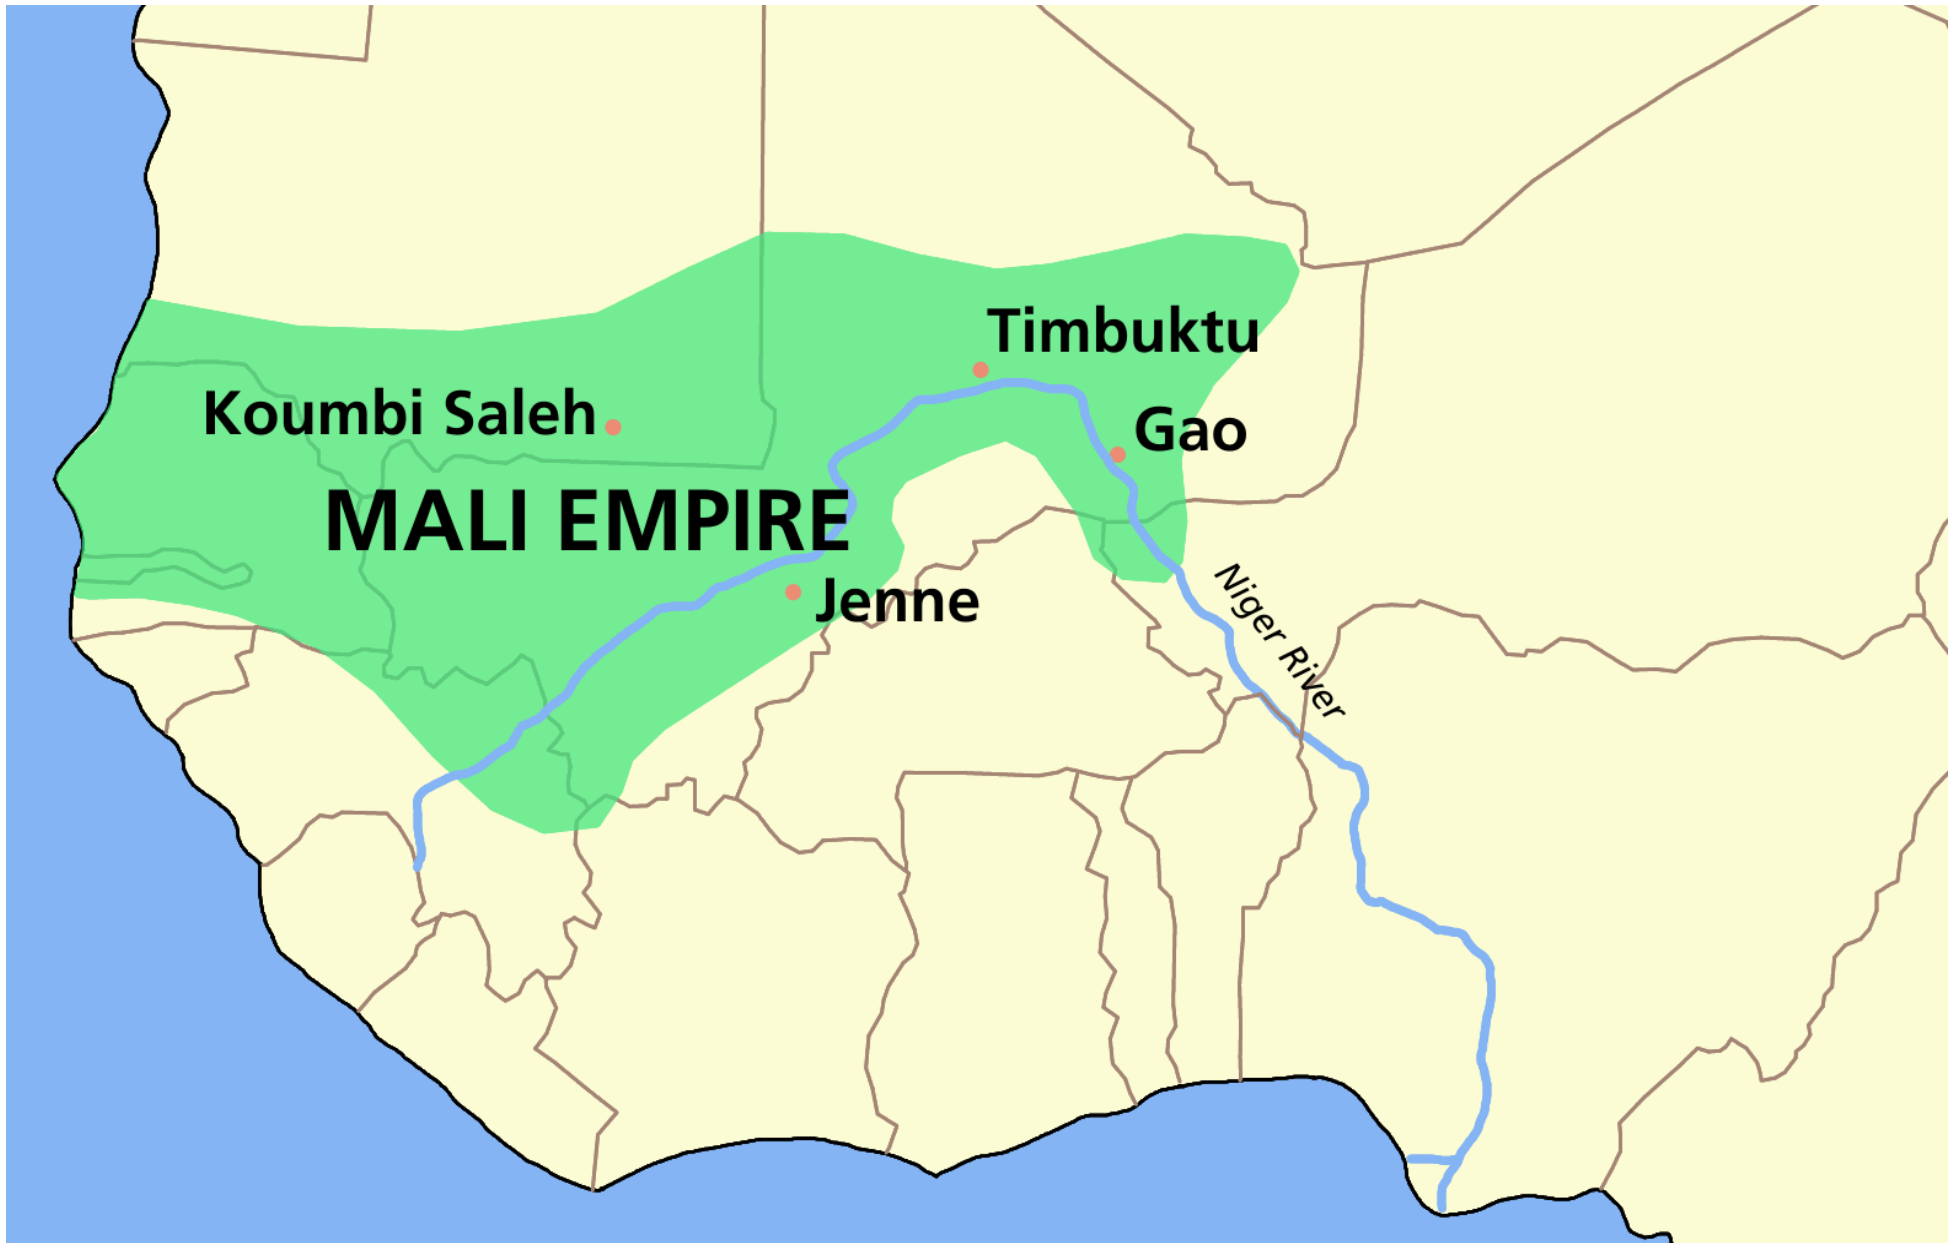 Timbuktu
Koumbi Saleh
Gao
MALI EMPIRE
Jenne
Niger River